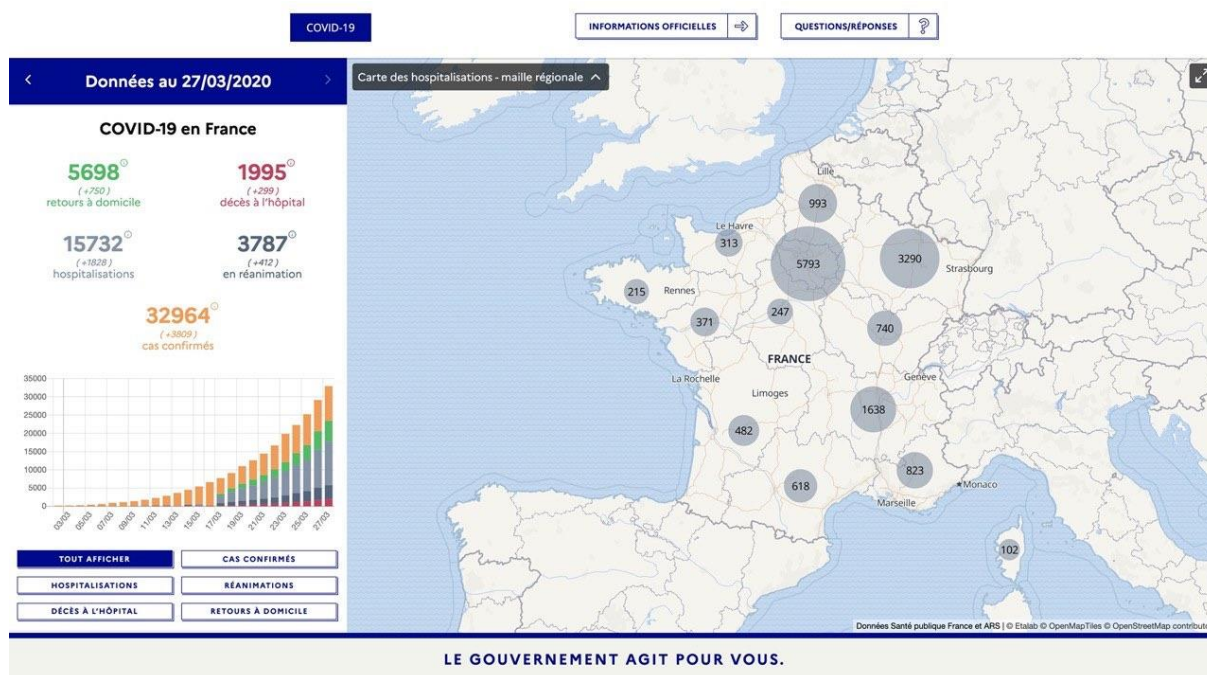 COVID-19
INFORMATIONS OFFICIELLES
QUESTIONS/RÉPONSES ?
Données au 27/03/2020
COVID-19 en France
5698
(+750)
retours à domicile
1995
(+299)
décès à l'hôpital
15732
(+1828)
hospitalisations
3787
(+412)
en réanimation
32964
(+3809)
cas confirmés
35000
30000
25000
20000
15000
10000
5000
0
03/03
05/03
07/03
09/03
11/03
13/03
15/03
17/03
19/03
21/03
23/03
25/03
27/03
TOUT AFFICHER
CAS CONFIRMÉS
HOSPITALISATIONS
RÉANIMATIONS
DÉCÈS À L'HÔPITAL
RETOURS À DOMICILE
Carte des hospitalisations - maille régionale
Lille
993
Le Havre
313
5793
3290
Strasbourg
215
Rennes
371
247
740
FRANCE
La Rochelle
Genève
Limoges
1638
482
823
618
Monaco
Marseille
102
Données Santé publique France et ARS | © Etalab © OpenMapTiles © OpenStreetMap contribut
LE GOUVERNEMENT AGIT POUR VOUS.